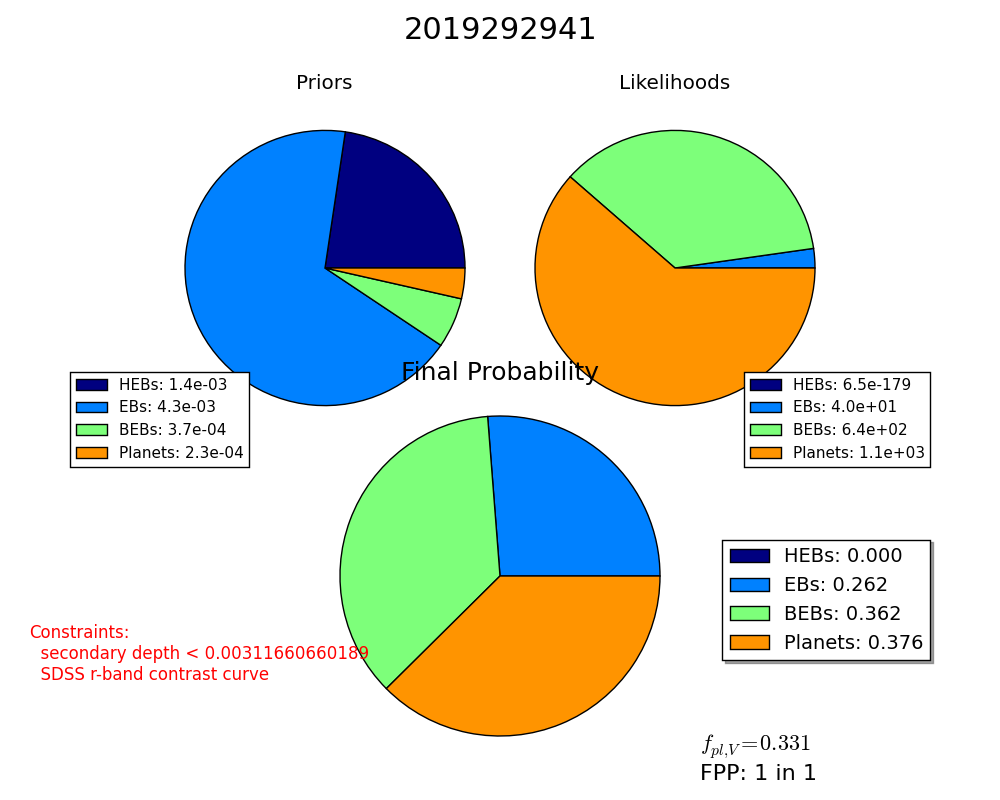 2019292941
Priors
Likelihoods
HEBs: 1.4e-03
EBs: 4.3e-03
BEBs: 3.7e-04
Planets: 2.3e-04
HEBs: 6.5e-179
EBs: 4.0e+01
BEBs: 6.4e+02
Planets: 1.1e+03
Final Probability
HEBs: 0.000
EBs: 0.262
BEBs: 0.362
Planets: 0.376
Constraints:
secondary depth < 0.00311660660189
SDSS r-band contrast curve
f_{pl,V}=0.331
FPP: 1 in 1